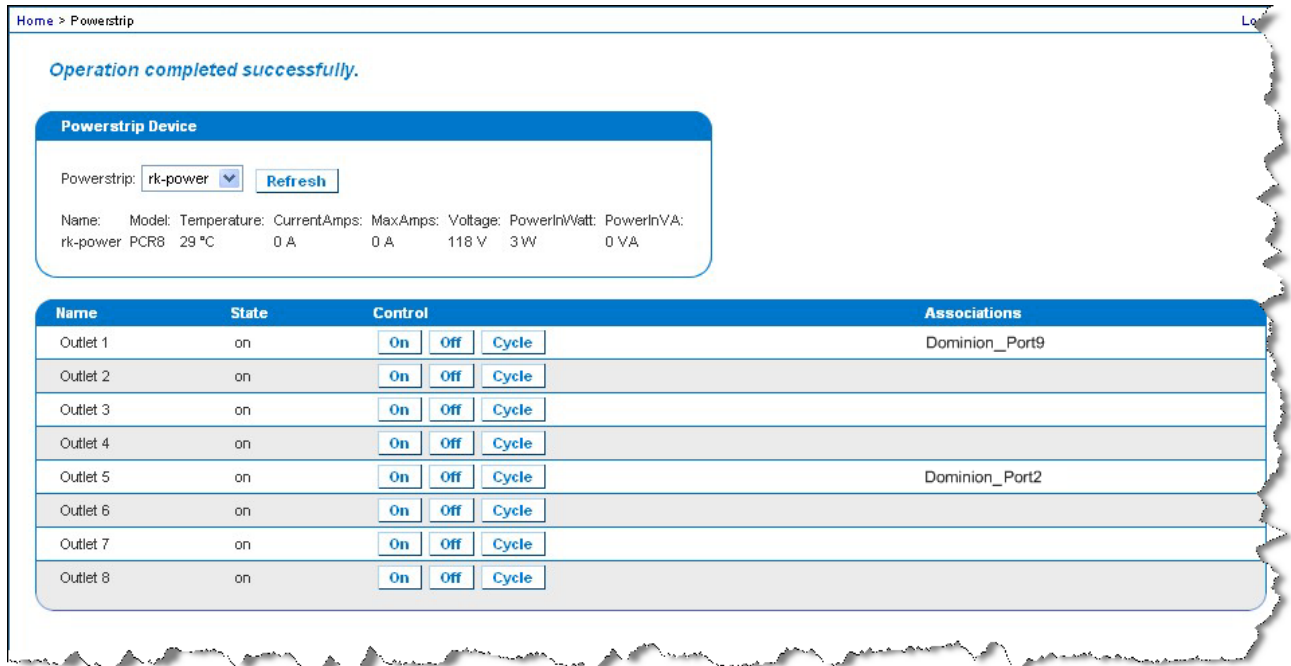 Home > Powerstrip
Operation completed successfully.
Powerstrip Device
Powerstrip: rk-power Refresh
Name: Model: Temperature: CurrentAmps: MaxAmps: Voltage: PowerInWatt: PowerInVA:
rk-power PCR8 29 °C 0 A 0 A 118 V 3 W 0 VA
Name State Control Associations
Outlet 1 on On Off Cycle Dominion_Port9
Outlet 2 on On Off Cycle
Outlet 3 on On Off Cycle
Outlet 4 on On Off Cycle
Outlet 5 on On Off Cycle Dominion_Port2
Outlet 6 on On Off Cycle
Outlet 7 on On Off Cycle
Outlet 8 on On Off Cycle